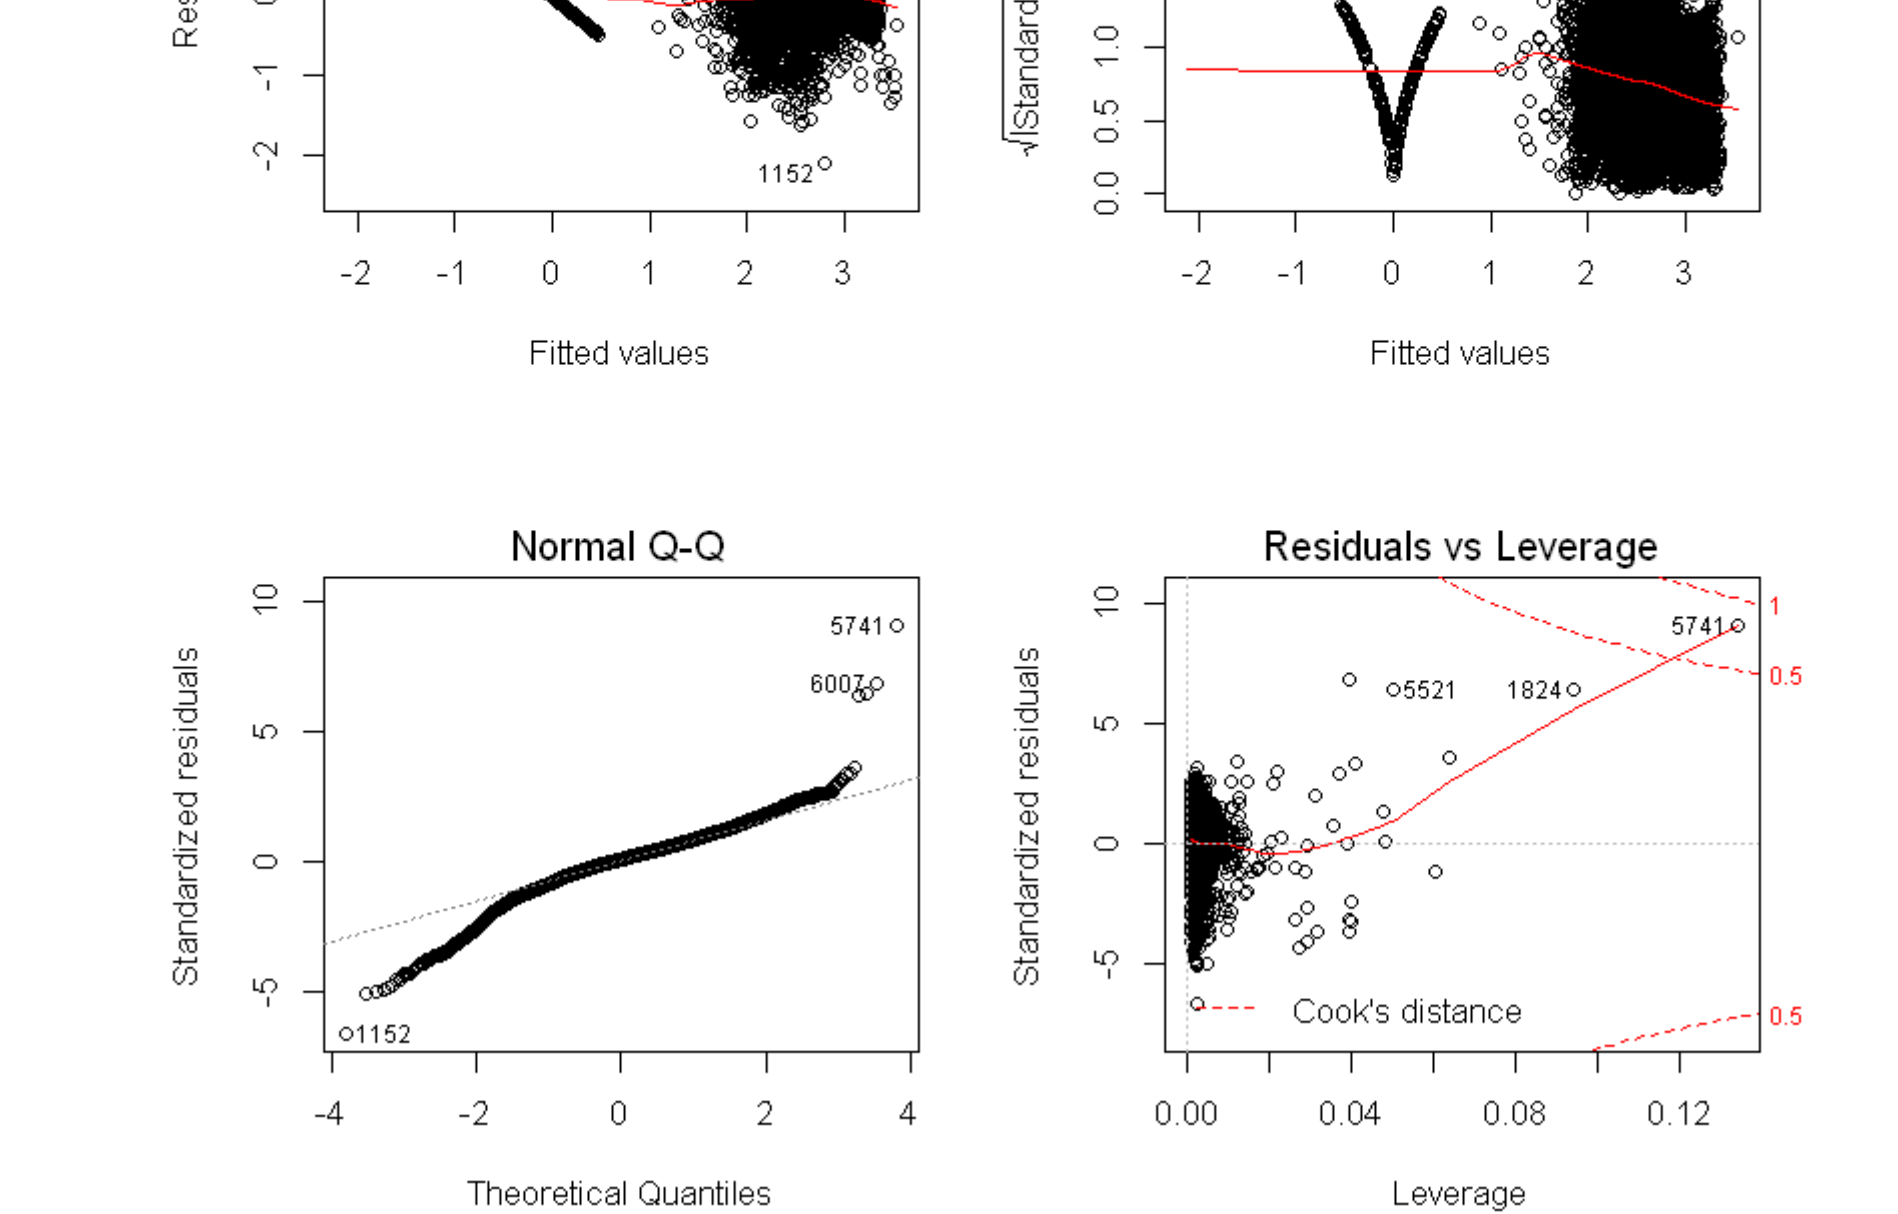 Res
0
-1
-2
1152
-2 -1 0 1 2 3
Fitted values
√|Standard
1.0
0.5
0.0
-2 -1 0 1 2 3
Fitted values
Normal Q-Q
Standardized residuals
10
5
0
-5
5741
6007
1152
-4 -2 0 2 4
Theoretical Quantiles
Residuals vs Leverage
Standardized residuals
10
5
0
-5
1
5741
0.5
5521 1824
Cook's distance
0.5
0.00 0.04 0.08 0.12
Leverage